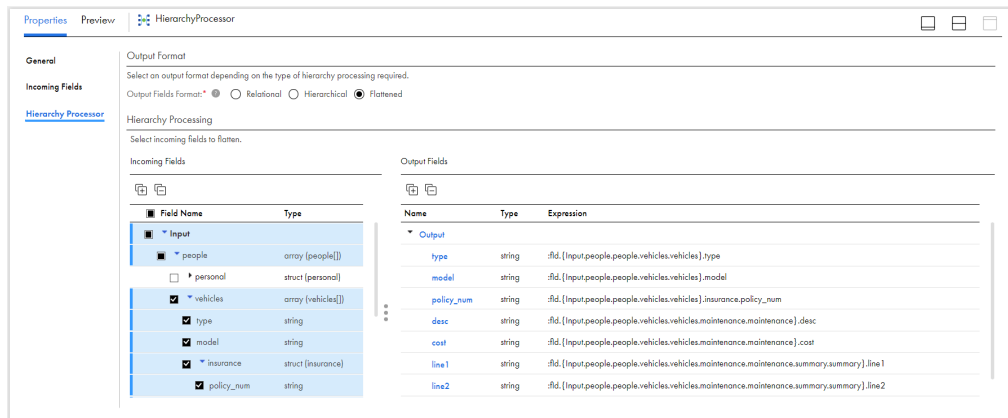 Properties Preview HierarchyProcessor
General
Incoming Fields
Hierarchy Processor
Output Format
Select an output format depending on the type of hierarchy processing required.
Output Fields Format:* Relational Hierarchical Flattened
Hierarchy Processing
Select incoming fields to flatten.
Incoming Fields
Field Name Type
Input
people array (people[])
personal struct (personal)
vehicles array (vehicles[])
type string
model string
insurance struct (insurance)
policy_num string
Output Fields
Name Type Expression
Output
type string :fld.{Input.people.people.vehicles.vehicles}.type
model string :fld.{Input.people.people.vehicles.vehicles}.model
policy_num string :fld.{Input.people.people.vehicles.vehicles}.insurance.policy_num
desc string :fld.{Input.people.people.vehicles.vehicles.maintenance.maintenance}.desc
cost string :fld.{Input.people.people.vehicles.vehicles.maintenance.maintenance}.cost
line1 string :fld.{Input.people.people.vehicles.vehicles.maintenance.maintenance.summary.summary}.line1
line2 string :fld.{Input.people.people.vehicles.vehicles.maintenance.maintenance.summary.summary}.line2